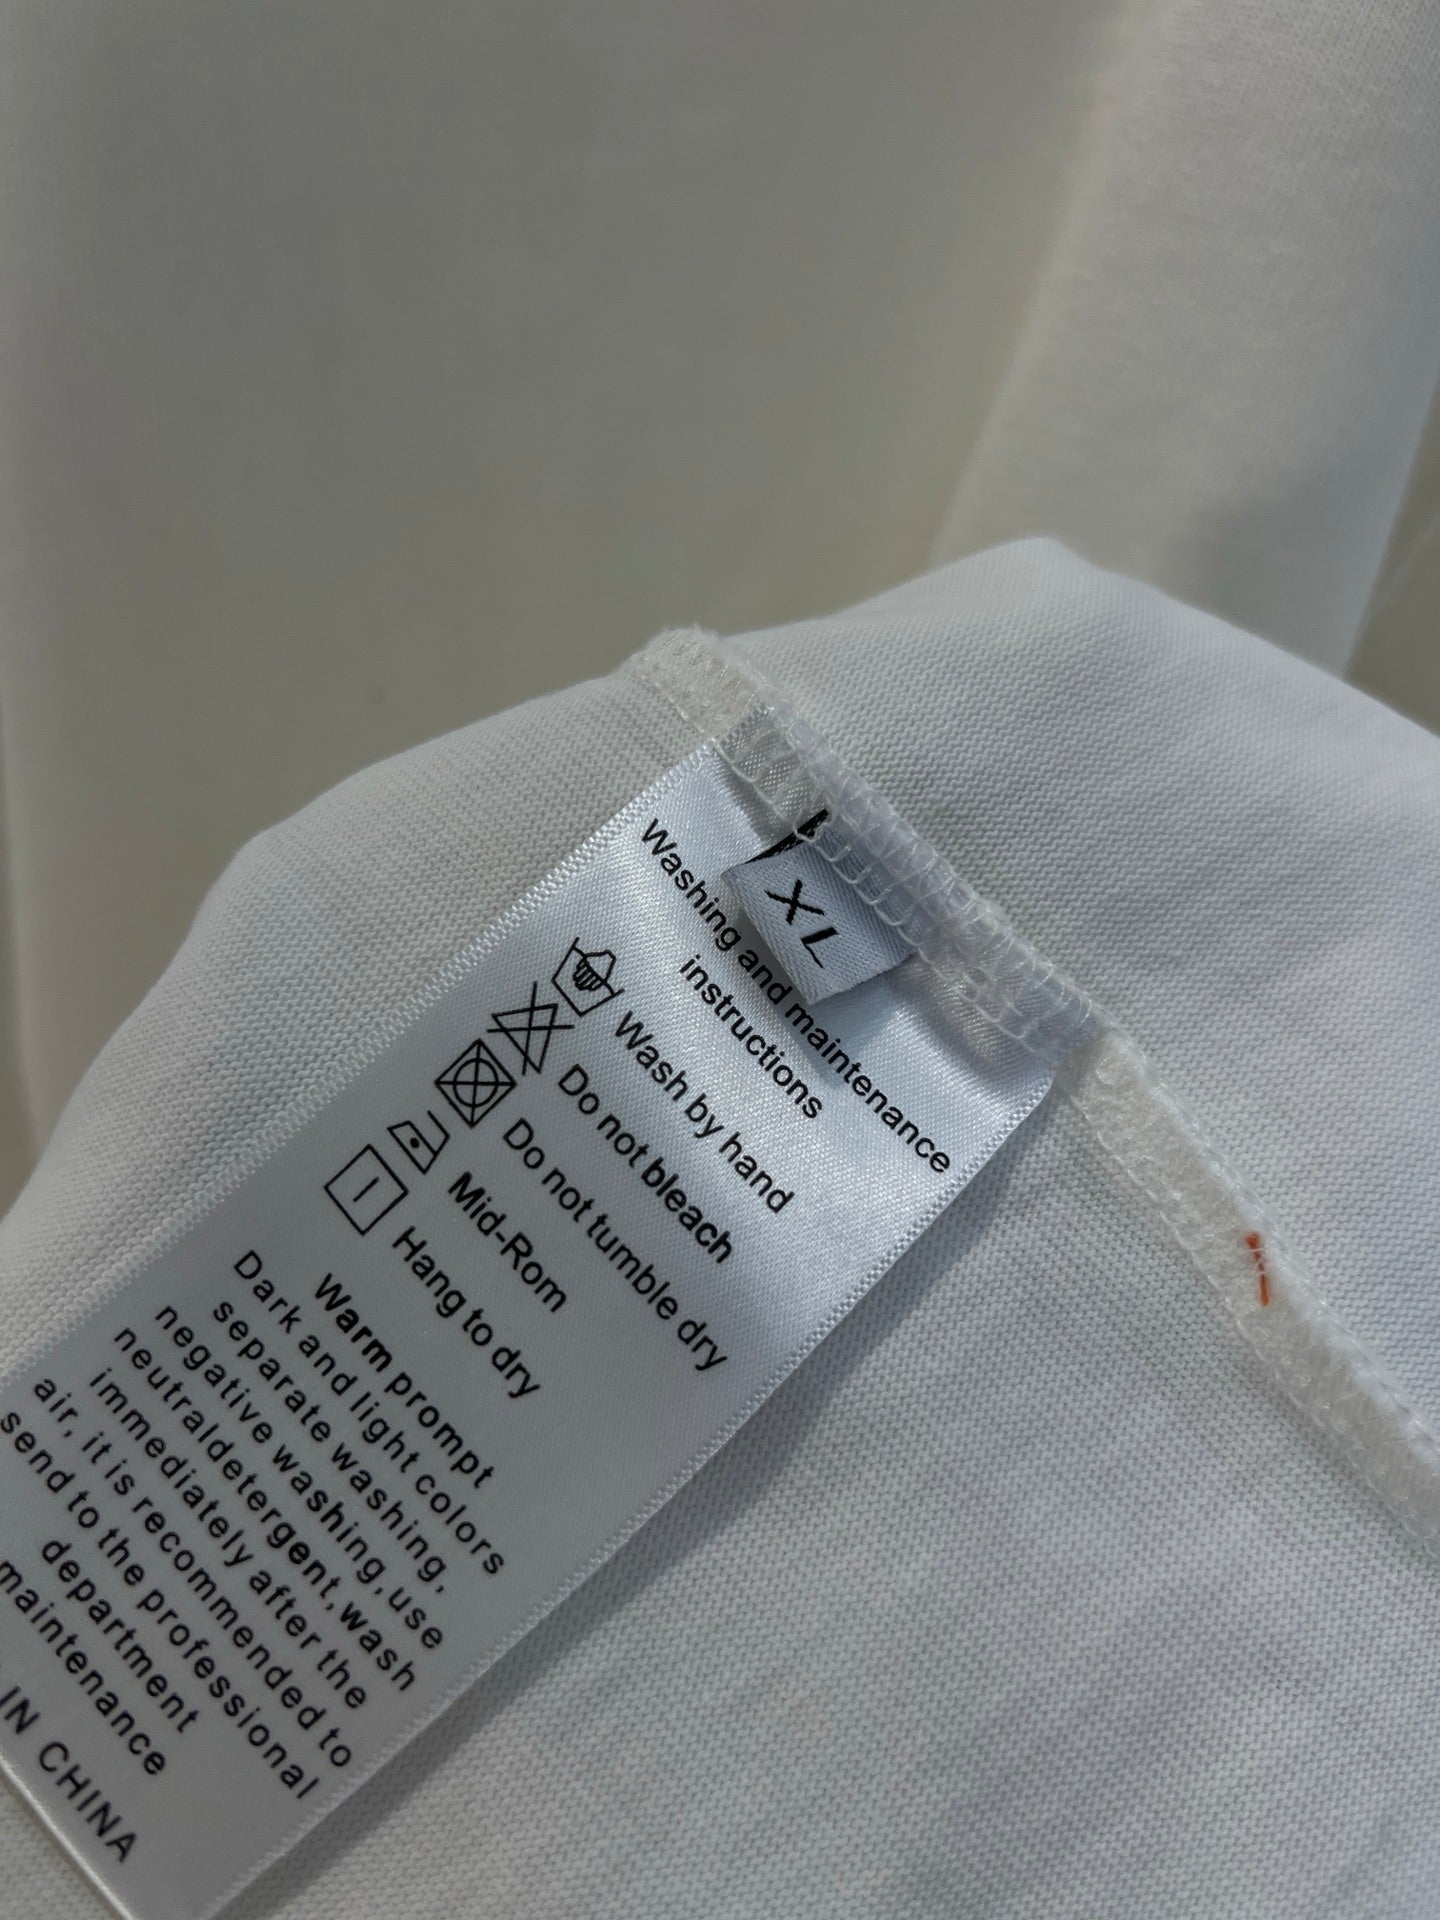 XL
Washing and maintenance
instructions
Wash by hand
Do not bleach
Do not tumble dry
Mid-Rom
Hang to dry
Warm prompt
Dark and light colors
separate washing,
negative washing, use
neutraldetergent, wash
immediately after the
air, it is recommended to
send to the professional
department
maintenance
IN CHINA